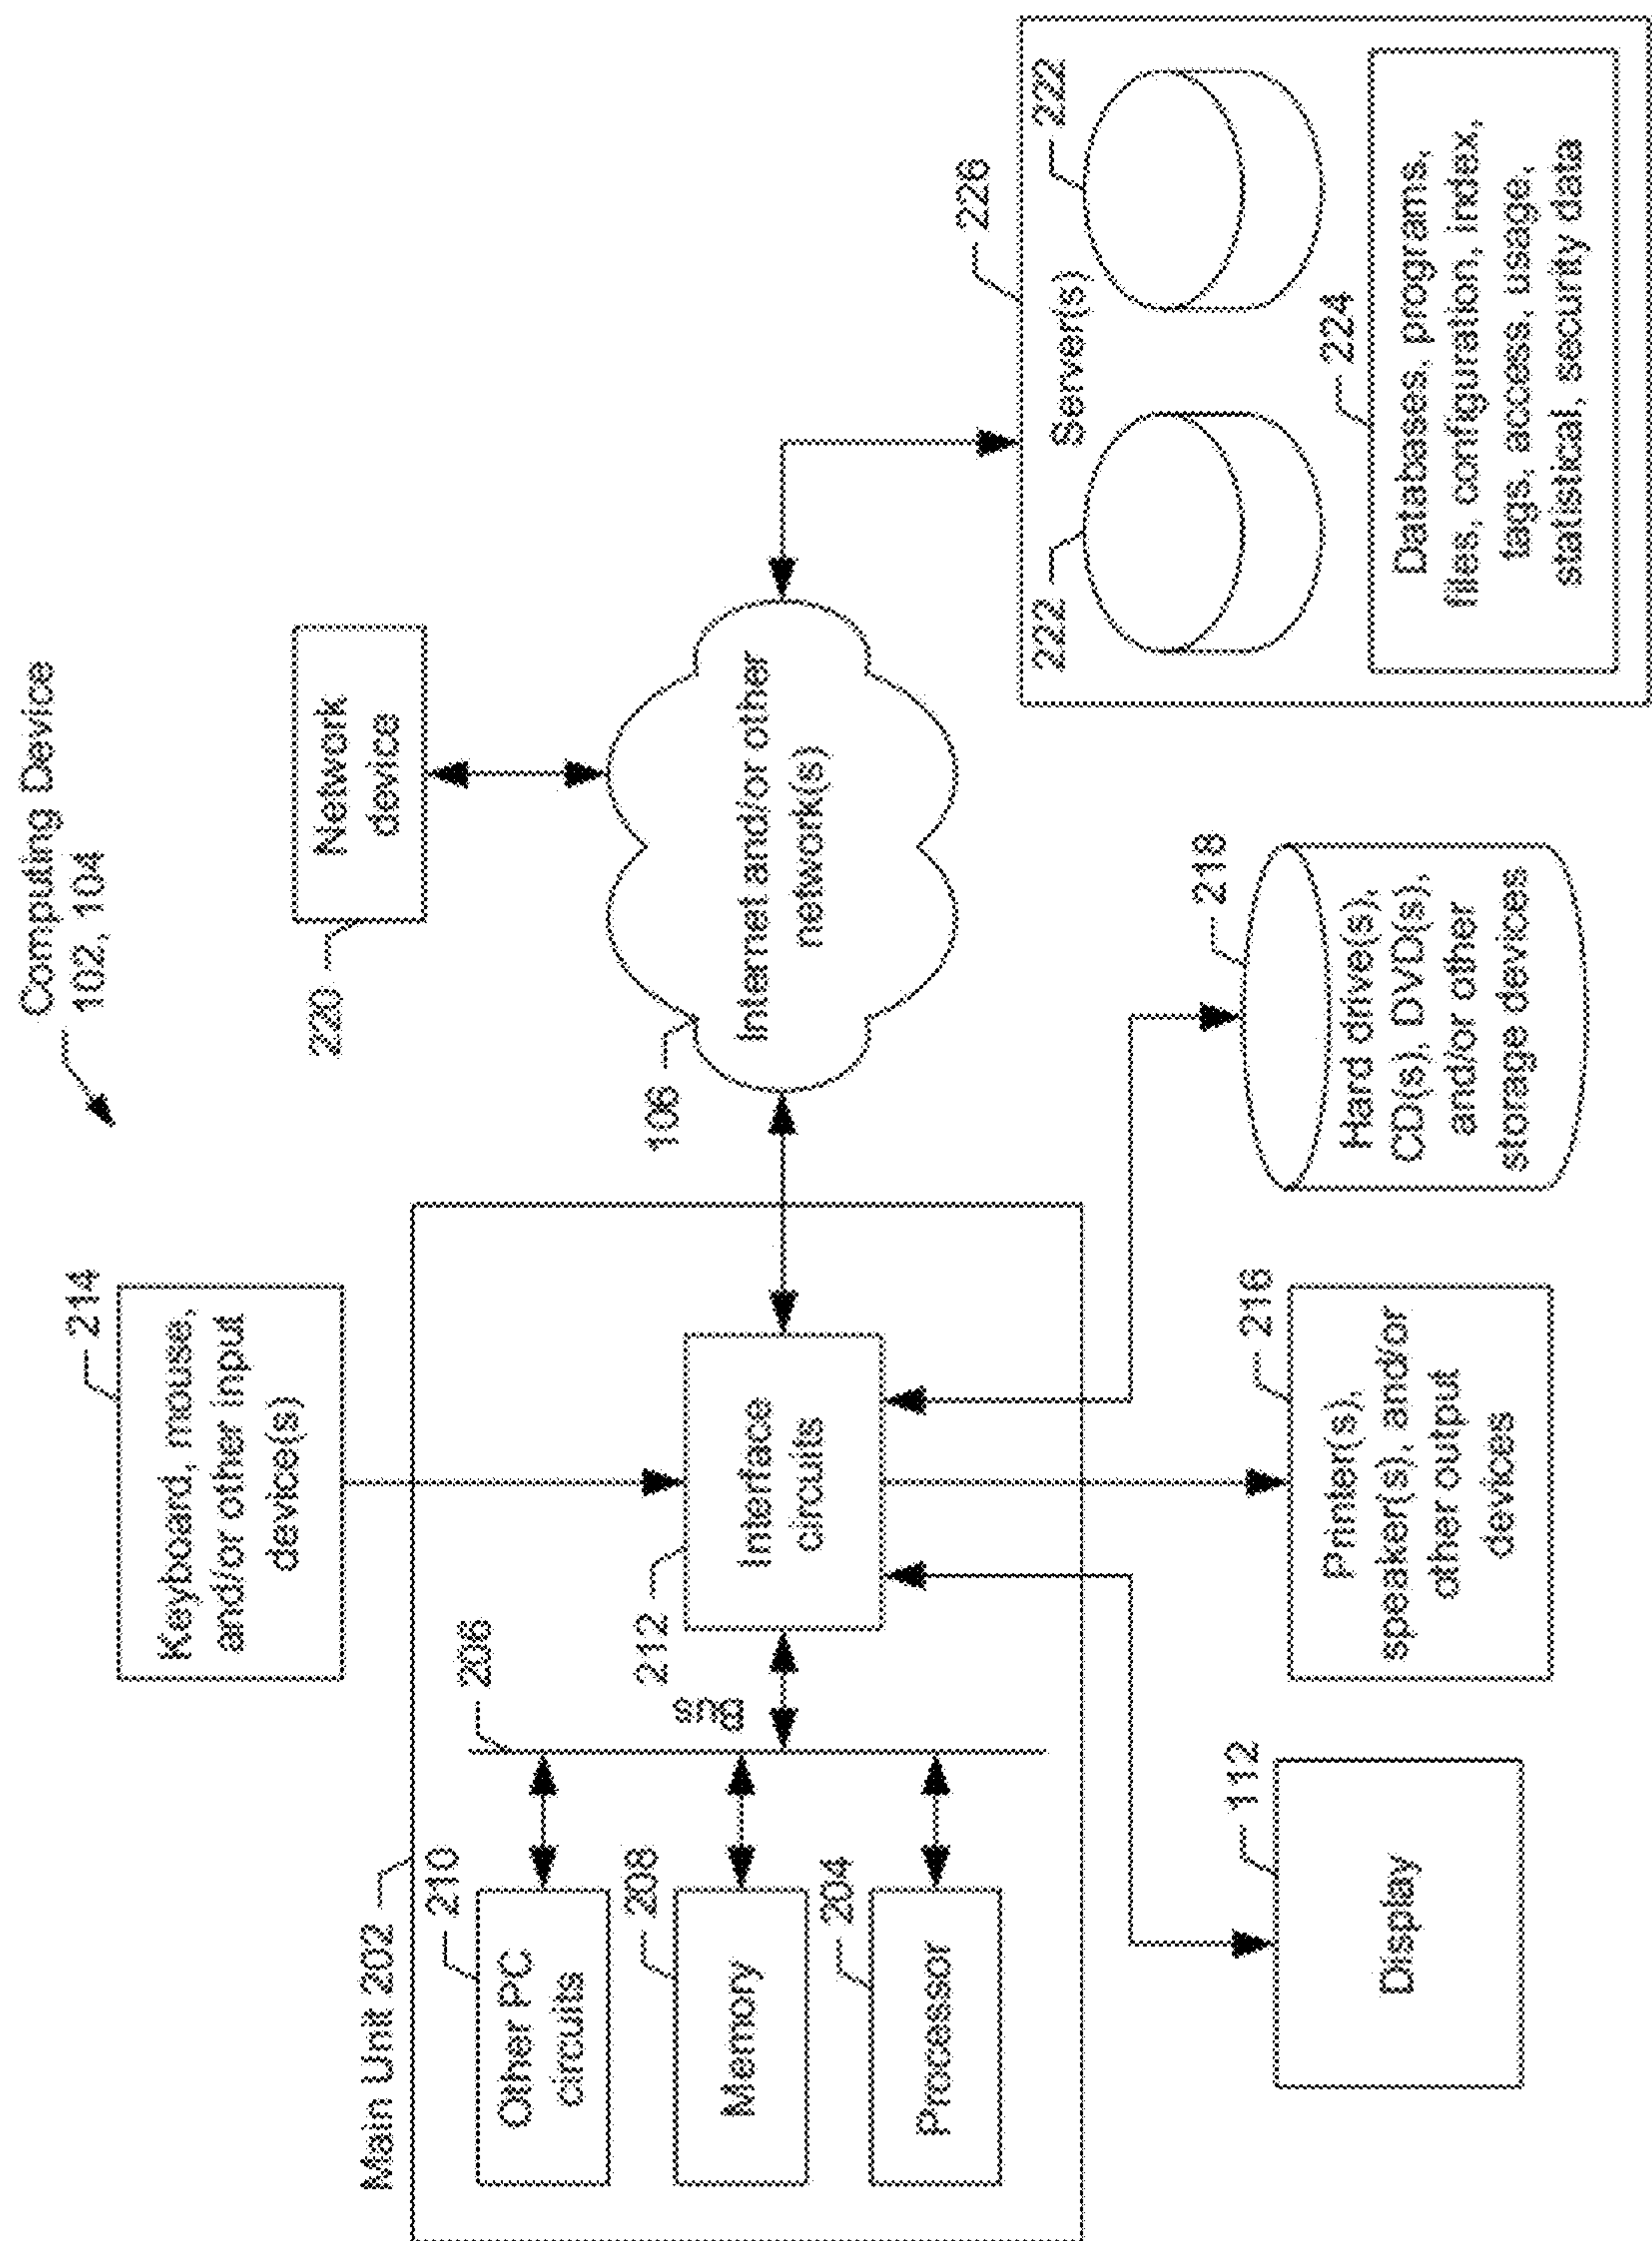 Computing Device
102, 104
214
Keyboard, mouse,
and/or other input
device(s)
Network
device
220
Main Unit 202
210
Other PC
circuits
208
Memory
204
Processor
206
Bus
212
Interface
circuits
106
Internet and/or other
network(s)
226
Server(s)
222
222
224
Databases, programs,
files, configuration, index,
tags, access, usage,
statistical, security data
112
Display
216
Printer(s),
speaker(s), and/or
other output
devices
218
Hard drive(s),
CD(s), DVD(s),
and/or other
storage devices